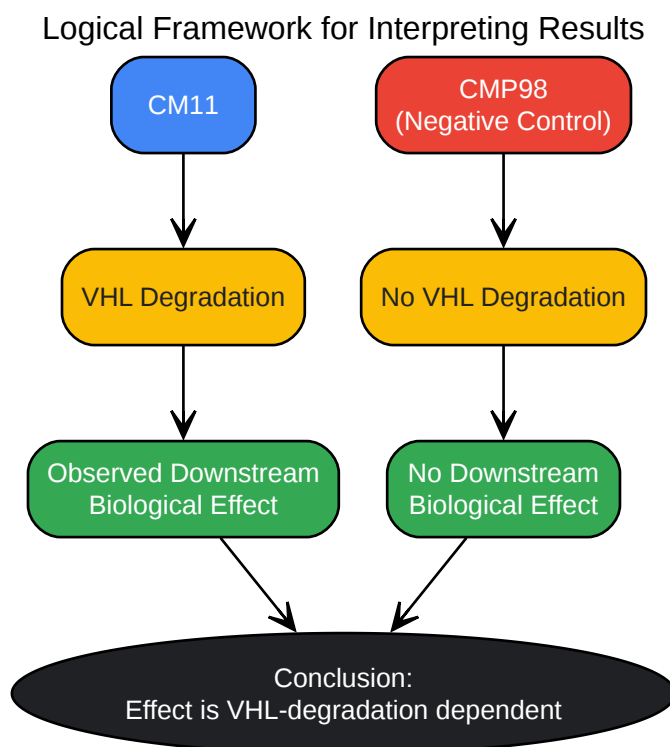 Logical Framework for Interpreting Results
CM11
CMP98
(Negative Control)
VHL Degradation
No VHL Degradation
Observed Downstream
Biological Effect
No Downstream
Biological Effect
Conclusion:
Effect is VHL-degradation dependent